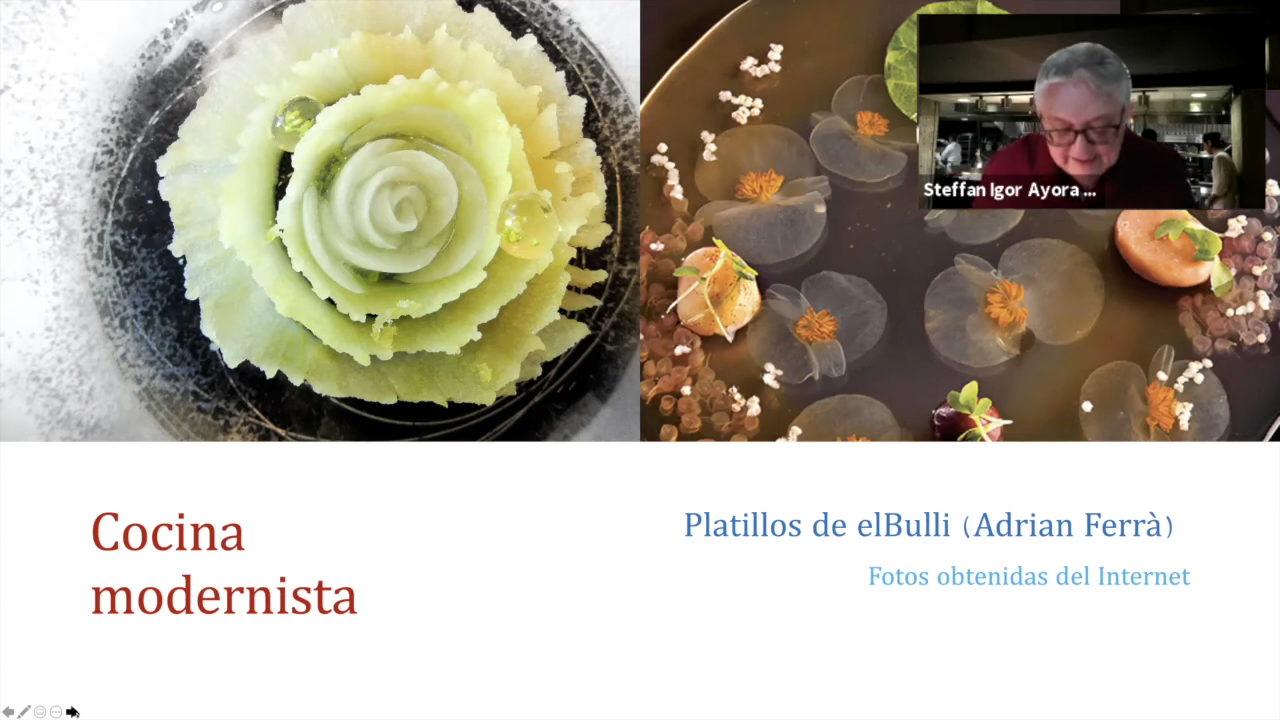 Steffan Igor Ayora ...
Cocina
modernista
Platillos de elBulli (Adrian Ferrà)
Fotos obtenidas del Internet